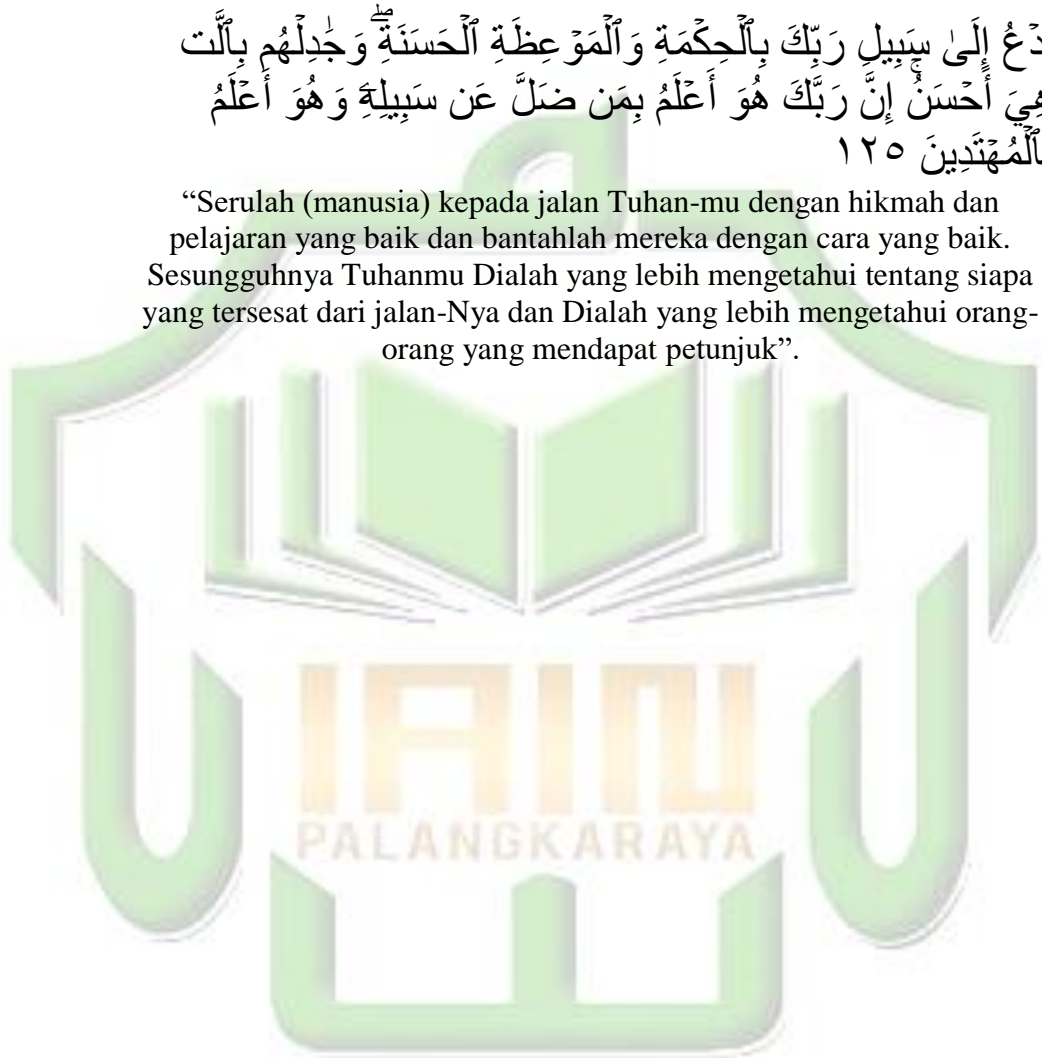 دۡعُ إِلَىٰ سَبِيلِ رَبِّكَ بِٱلۡحِكۡمَةِ وَٱلۡمَوۡعِظَةِ ٱلۡحَسَنَةِۖ وَجَٰدِلۡهُم بِٱلَّت
هِيَ أَحۡسَنُۚ إِنَّ رَبَّكَ هُوَ أَعۡلَمُ بِمَن ضَلَّ عَن سَبِيلِهِۦ وَهُوَ أَعۡلَمُ
بِٱلۡمُهۡتَدِينَ ١٢٥
“Serulah (manusia) kepada jalan Tuhan-mu dengan hikmah dan
pelajaran yang baik dan bantahlah mereka dengan cara yang baik.
Sesungguhnya Tuhanmu Dialah yang lebih mengetahui tentang siapa
yang tersesat dari jalan-Nya dan Dialah yang lebih mengetahui orang-
orang yang mendapat petunjuk”.
IAIN
PALANGKARAYA